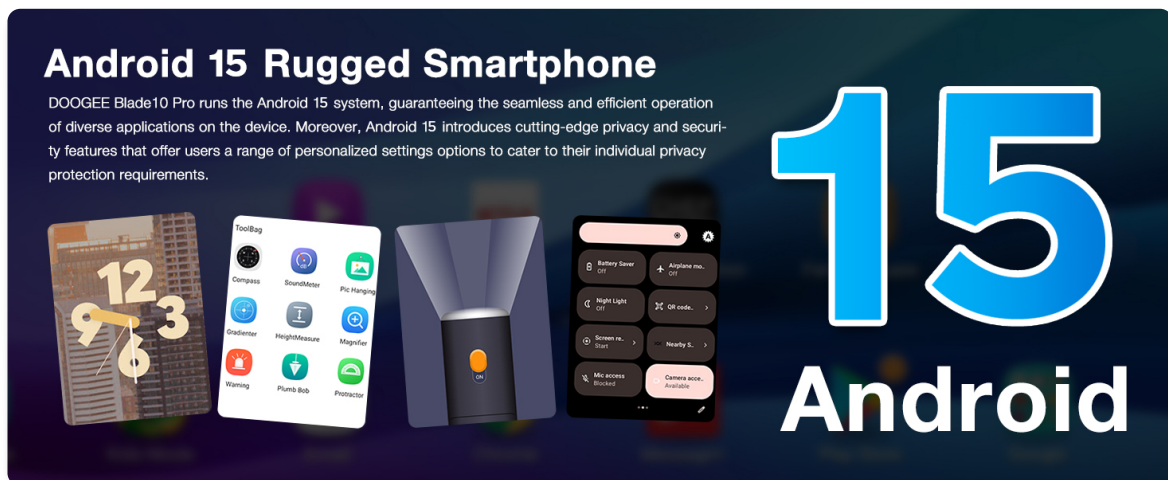 Android 15 Rugged Smartphone
DOOGEE Blade10 Pro runs the Android 15 system, guaranteeing the seamless and efficient operation
of diverse applications on the device. Moreover, Android 15 introduces cutting-edge privacy and securi-
ty features that offer users a range of personalized settings options to cater to their individual privacy
protection requirements.
12
9 3
6
ToolBag
Compass SoundMeter Pic Hanging
Gradienter HeightMeasure Magnifier
Warning Plumb Bob Protractor
ON
A
Battery Saver
Off
Airplane mo..
Off
Night Light
Off
QR code..
Screen re..
Start
Nearby S..
Mic access
Blocked
Camera acce..
Available
15
Android